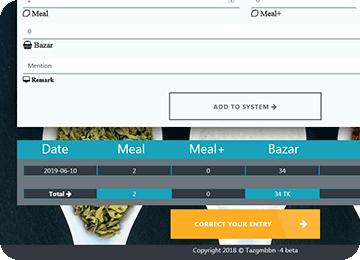 Meal Meal+
0
Bazar
Mention
Remark
ADD TO SYSTEM →
Date Meal Meal+ Bazar
2019-06-10 2 0 34
Total → 2 0 34 TK
CORRECT YOUR ENTRY →
Copyright 2018 © Tazgmbbn -4 beta